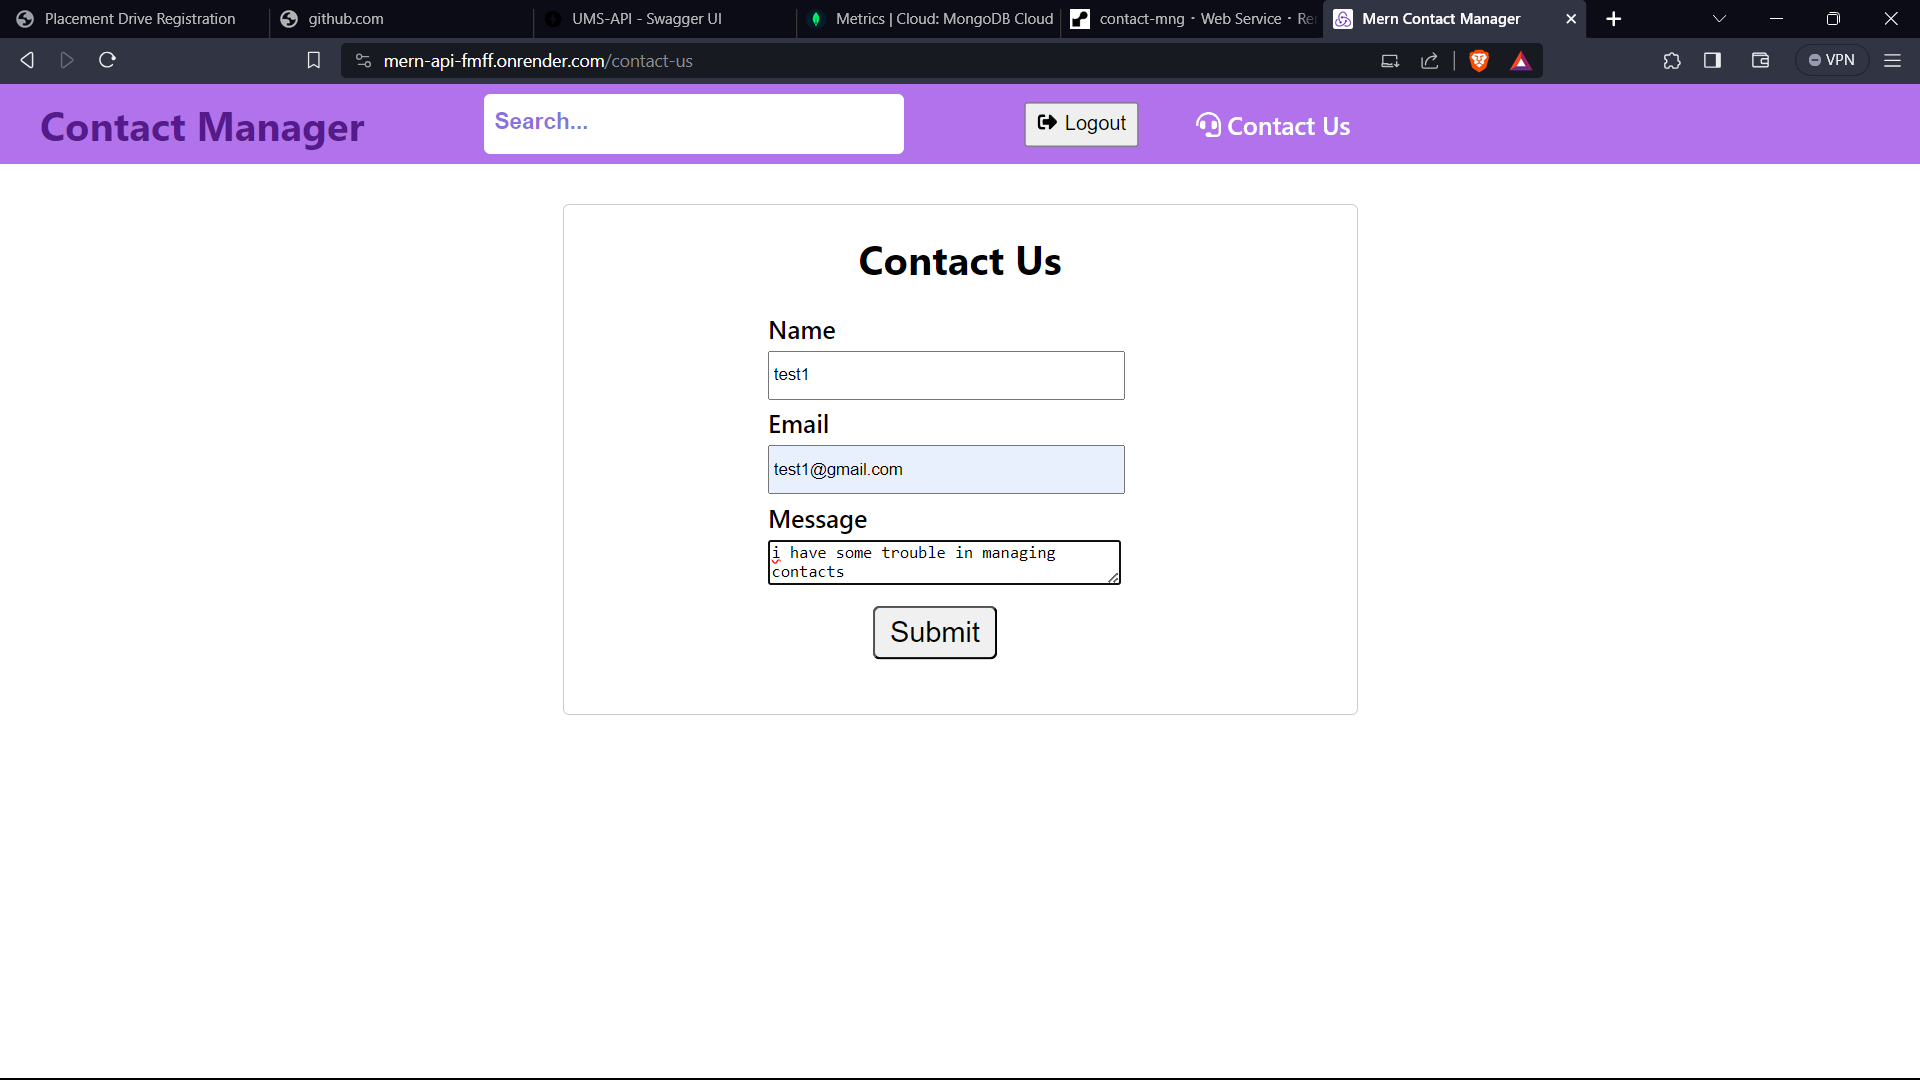 Placement Drive Registration
github.com
UMS-API - Swagger UI
Metrics | Cloud: MongoDB Cloud
contact-mng · Web Service · Re
Mern Contact Manager
mern-api-fmff.onrender.com/contact-us
VPN
Contact Manager
Search...
Logout
Contact Us
Contact Us
Name
test1
Email
test1@gmail.com
Message
i have some trouble in managing
contacts
Submit